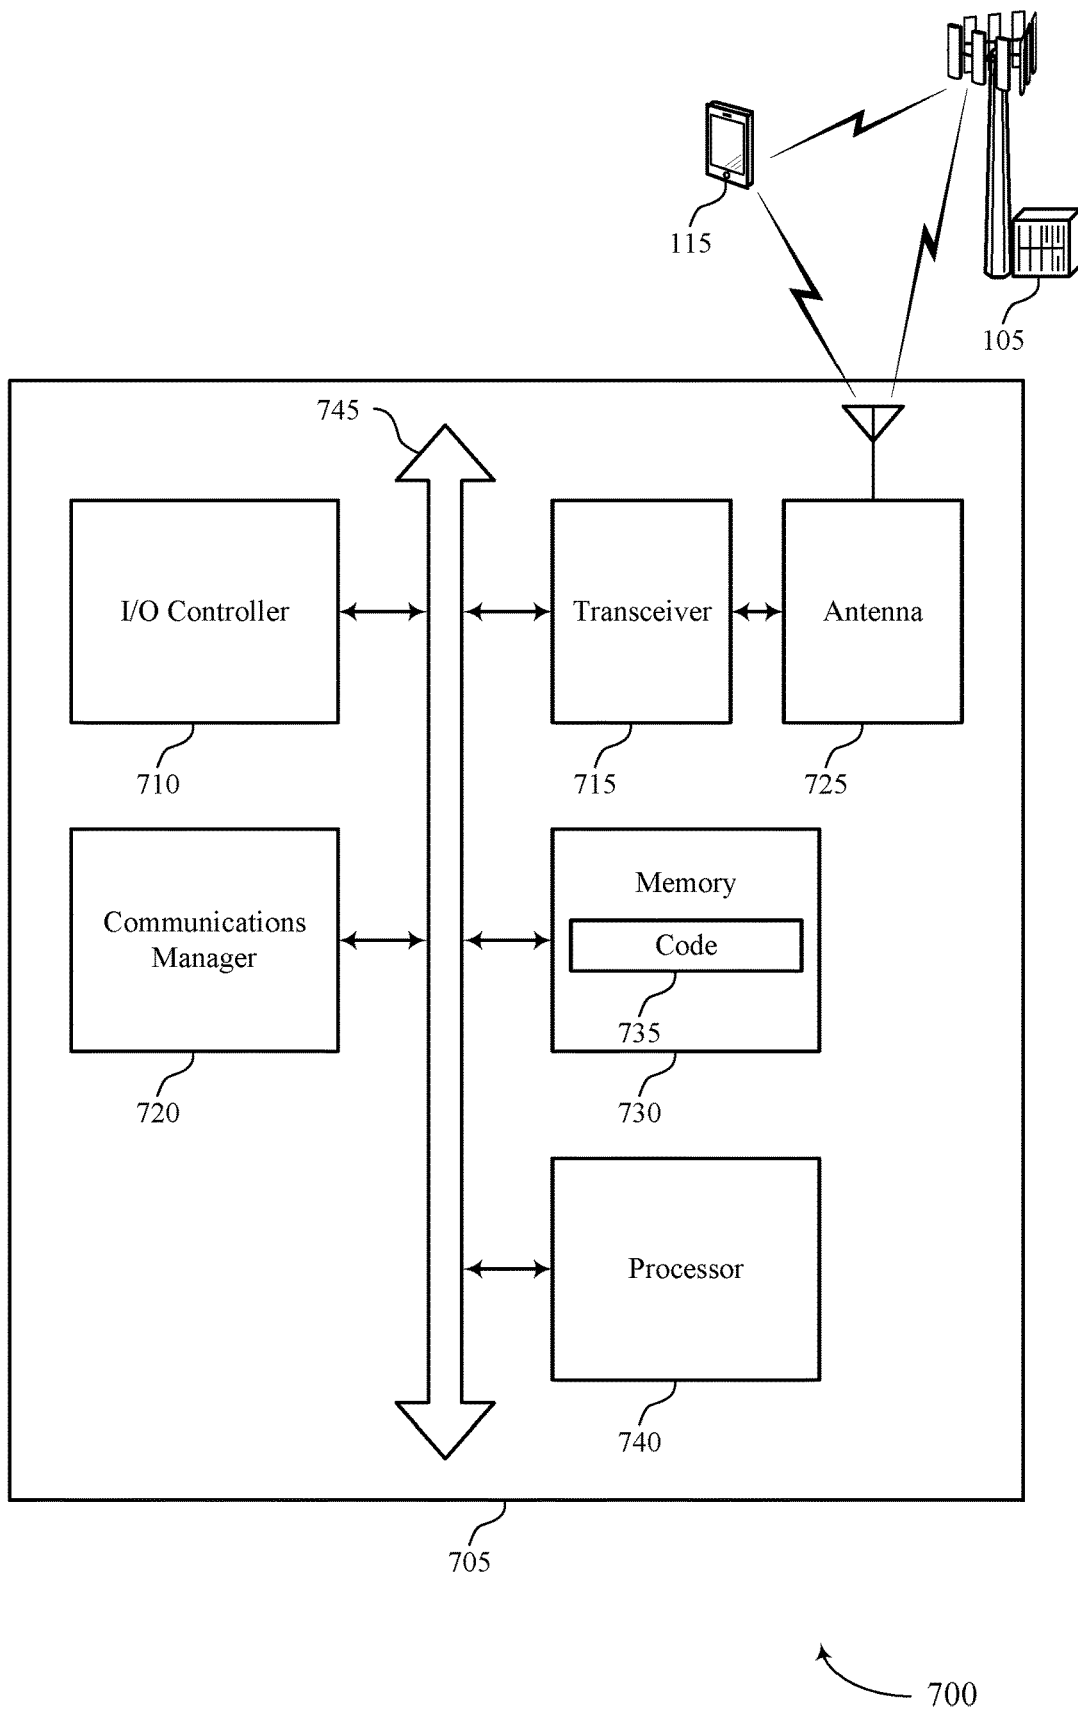 115
105
745
I/O Controller
Transceiver
Antenna
710
715
725
Communications
Manager
Memory
Code
735
720
730
Processor
740
705
700